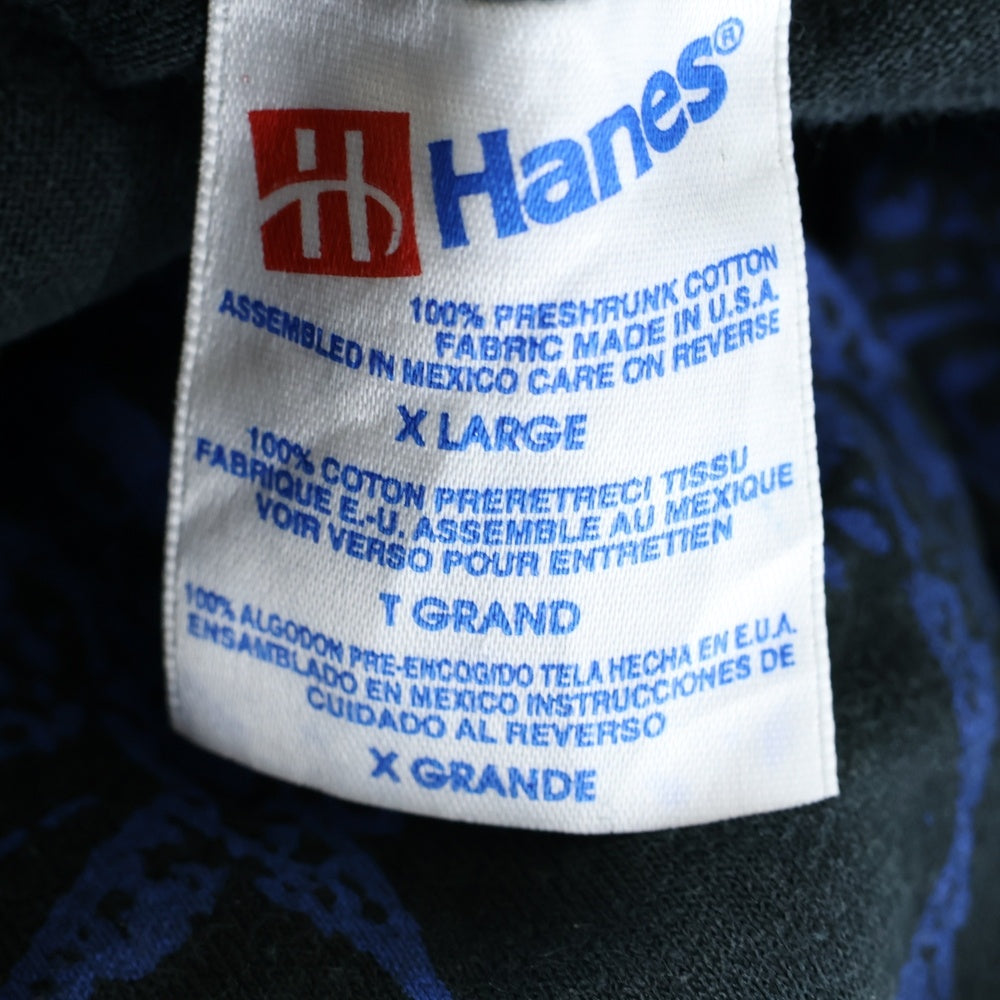 H Hanes®
100% PRESHRUNK COTTON
FABRIC MADE IN U.S.A.
ASSEMBLED IN MEXICO CARE ON REVERSE
X LARGE
100% COTON PRERETRECI TISSU
FABRIQUE E.-U. ASSEMBLE AU MEXIQUE
VOIR VERSO POUR ENTRETIEN
T GRAND
100% ALGODON PRE-ENCOGIDO TELA HECHA EN E.U.A.
ENSAMBLADO EN MEXICO INSTRUCCIONES DE
CUIDADO AL REVERSO
X GRANDE